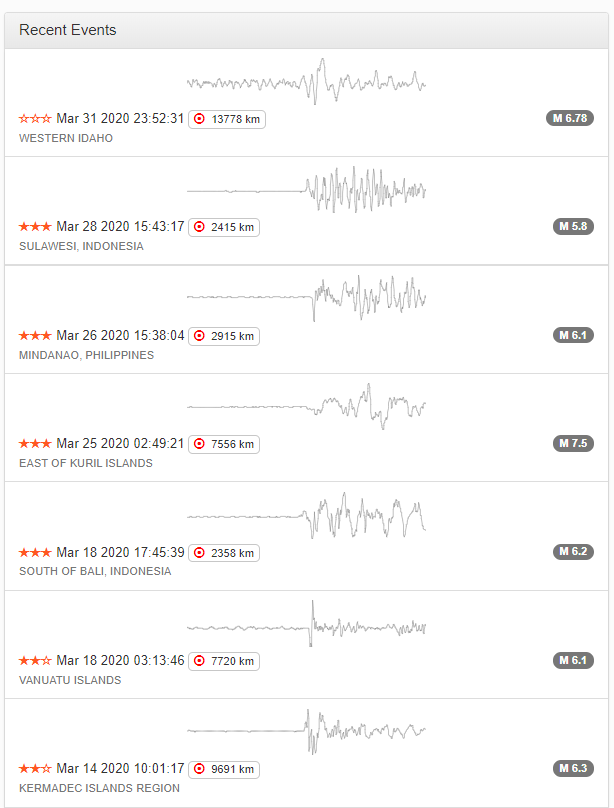 Recent Events
☆☆☆ Mar 31 2020 23:52:31 13778 km M 6.78
WESTERN IDAHO
★★★ Mar 28 2020 15:43:17 2415 km M 5.8
SULAWESI, INDONESIA
★★★ Mar 26 2020 15:38:04 2915 km M 6.1
MINDANAO, PHILIPPINES
★★★ Mar 25 2020 02:49:21 7556 km M 7.5
EAST OF KURIL ISLANDS
★★★ Mar 18 2020 17:45:39 2358 km M 6.2
SOUTH OF BALI, INDONESIA
★★☆ Mar 18 2020 03:13:46 7720 km M 6.1
VANUATU ISLANDS
★★☆ Mar 14 2020 10:01:17 9691 km M 6.3
KERMADEC ISLANDS REGION